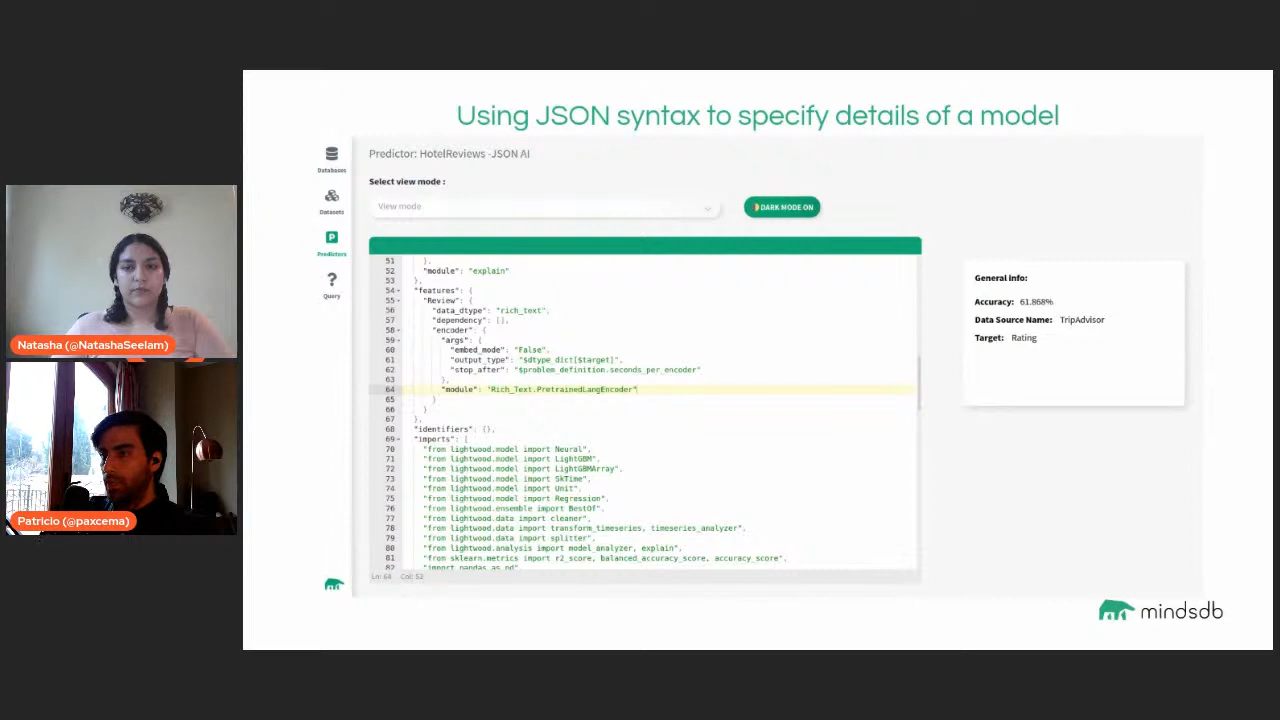 Using JSON syntax to specify details of a model
Databases
Datasets
Predictors
Query
Predictor: HotelReviews -JSON AI
Select view mode :
View mode
DARK MODE ON
51 },
52 "module": "explain"
53 },
54 "features": {
55 "Review": {
56 "data_dtype": "rich_text",
57 "dependency": [],
58 "encoder": {
59 "args": {
60 "embed_mode": "False",
61 "output_type": "$dtype_dict[$target]",
62 "stop_after": "$problem_definition.seconds_per_encoder"
63 },
64 "module": "Rich_Text.PretrainedLangEncoder"
65 }
66 }
67 },
68 "identifiers": {},
69 "imports": [
70 "from lightwood.model import Neural",
71 "from lightwood.model import LightGBM",
72 "from lightwood.model import LightGBMArray",
73 "from lightwood.model import SkTime",
74 "from lightwood.model import Unit",
75 "from lightwood.model import Regression",
76 "from lightwood.ensemble import BestOf",
77 "from lightwood.data import cleaner",
78 "from lightwood.data import transform_timeseries, timeseries_analyzer",
79 "from lightwood.data import splitter",
80 "from lightwood.analysis import model_analyzer, explain",
81 "from sklearn.metrics import r2_score, balanced_accuracy_score, accuracy_score",
82 "import pandas as pd",
Ln: 64 Col: 52
General info:
Accuracy: 61.868%
Data Source Name: TripAdvisor
Target: Rating
mindsdb
Natasha (@NatashaSeelam)
Patricio (@paxcema)